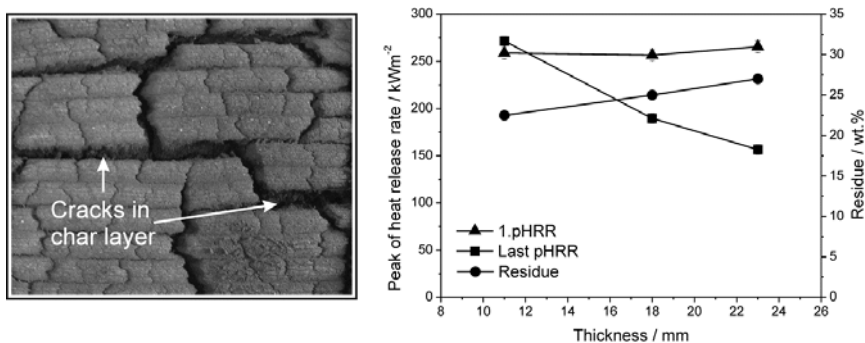 Cracks in
char layer
Peak of heat release rate / kWm⁻²
300
250
200
150
100
50
0
1.pHRR
Last pHRR
Residue
8 10 12 14 16 18 20 22 24 26
Thickness / mm
35
30
25
20
15
10
5
0
Residue / wt.%